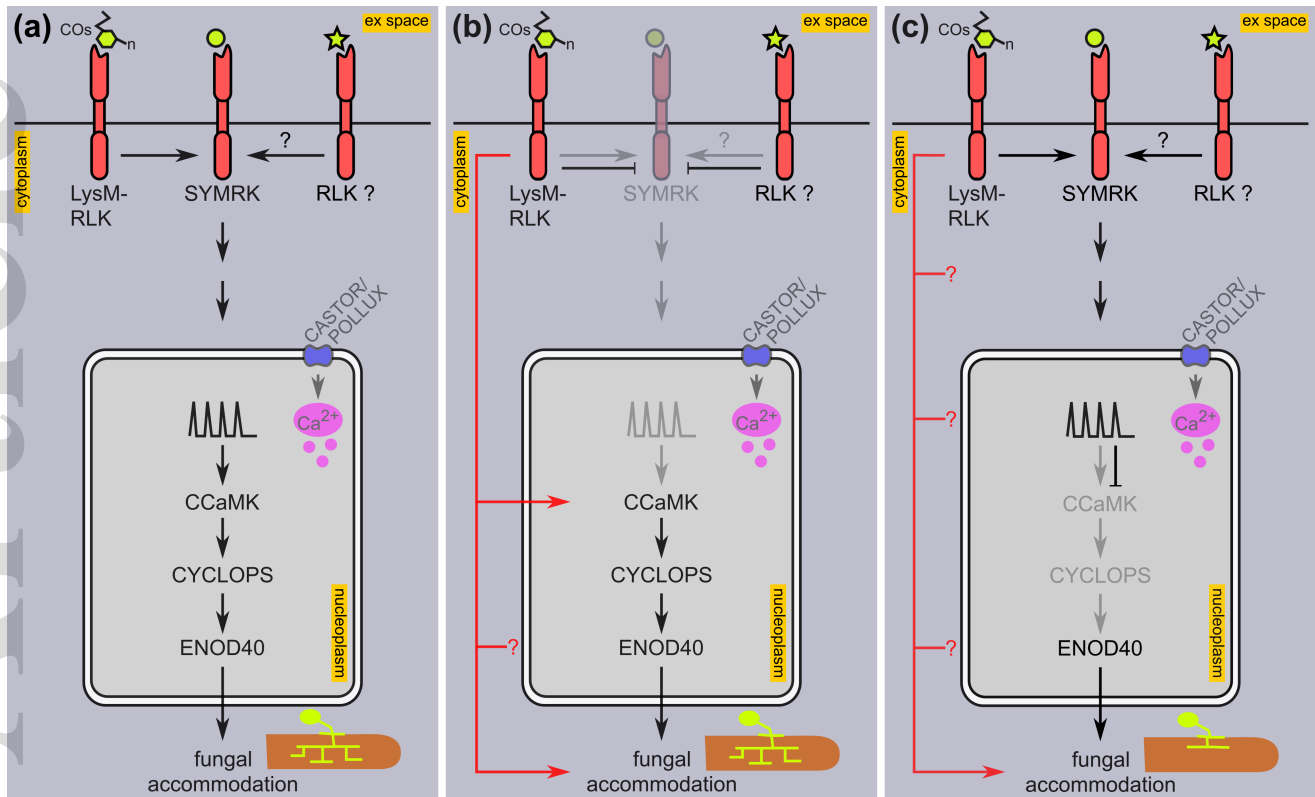 (a)
ex space
COs
n
cytoplasm
?
LysM-
RLK
SYMRK
RLK ?
CASTOR/
POLLUX
Ca2+
CCaMK
CYCLOPS
ENOD40
nucleoplasm
fungal
accommodation
(b)
ex space
COs
n
cytoplasm
?
LysM-
RLK
SYMRK
RLK ?
CASTOR/
POLLUX
Ca2+
CCaMK
CYCLOPS
ENOD40
?
nucleoplasm
fungal
accommodation
(c)
ex space
COs
n
cytoplasm
?
LysM-
RLK
SYMRK
RLK ?
?
CASTOR/
POLLUX
?
Ca2+
CCaMK
CYCLOPS
ENOD40
?
nucleoplasm
fungal
accommodation